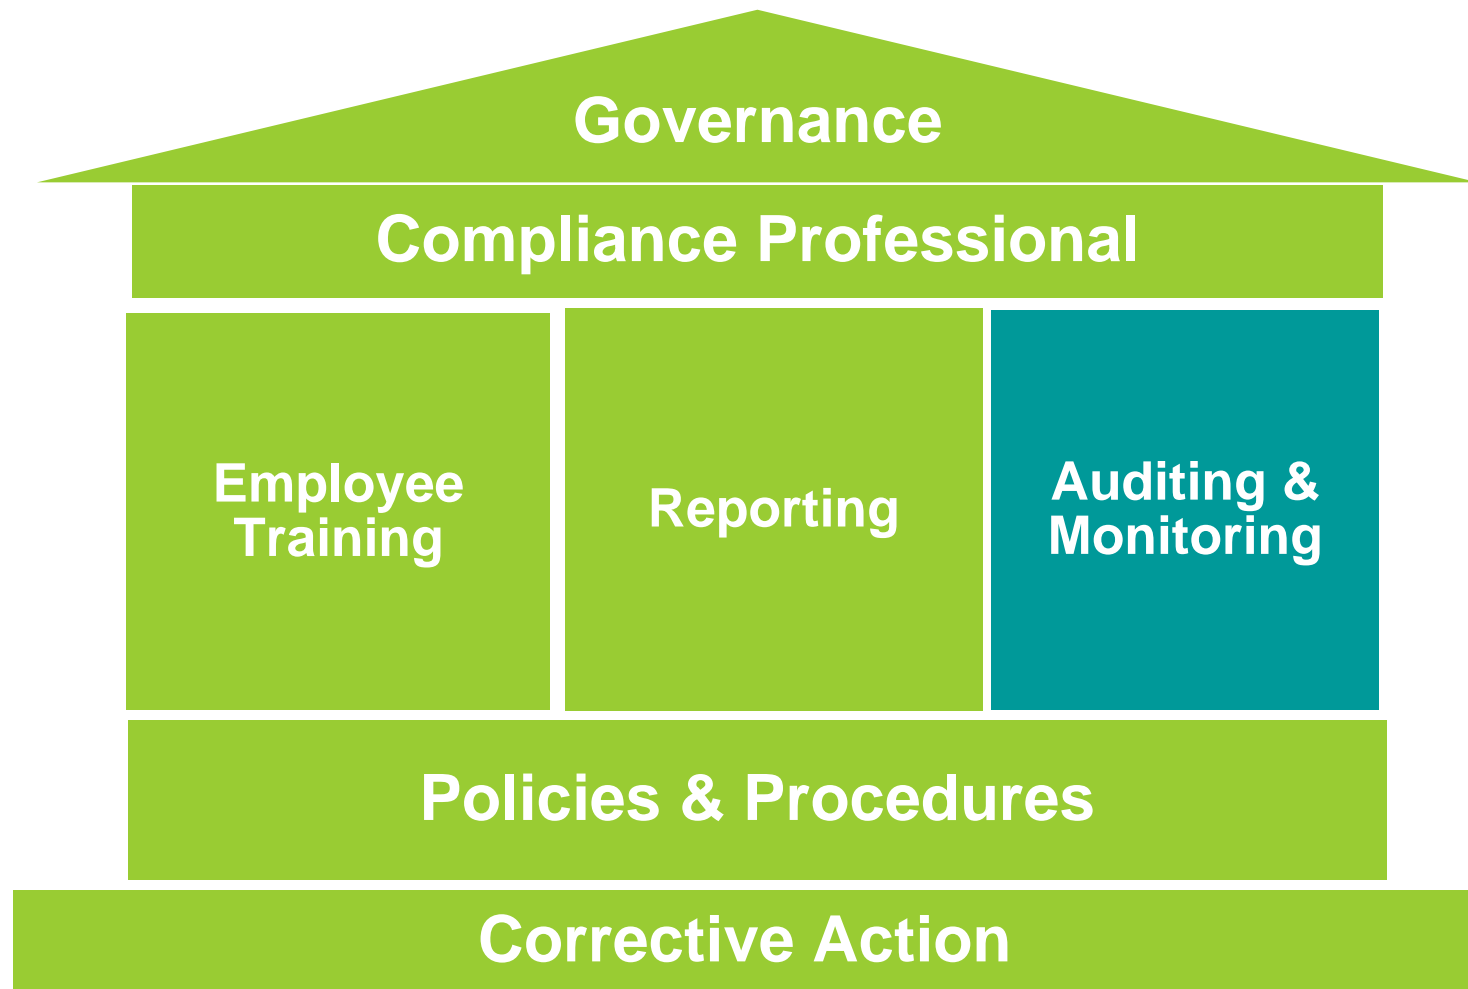 Governance
Compliance Professional
Employee
Training
Reporting
Auditing &
Monitoring
Policies & Procedures
Corrective Action